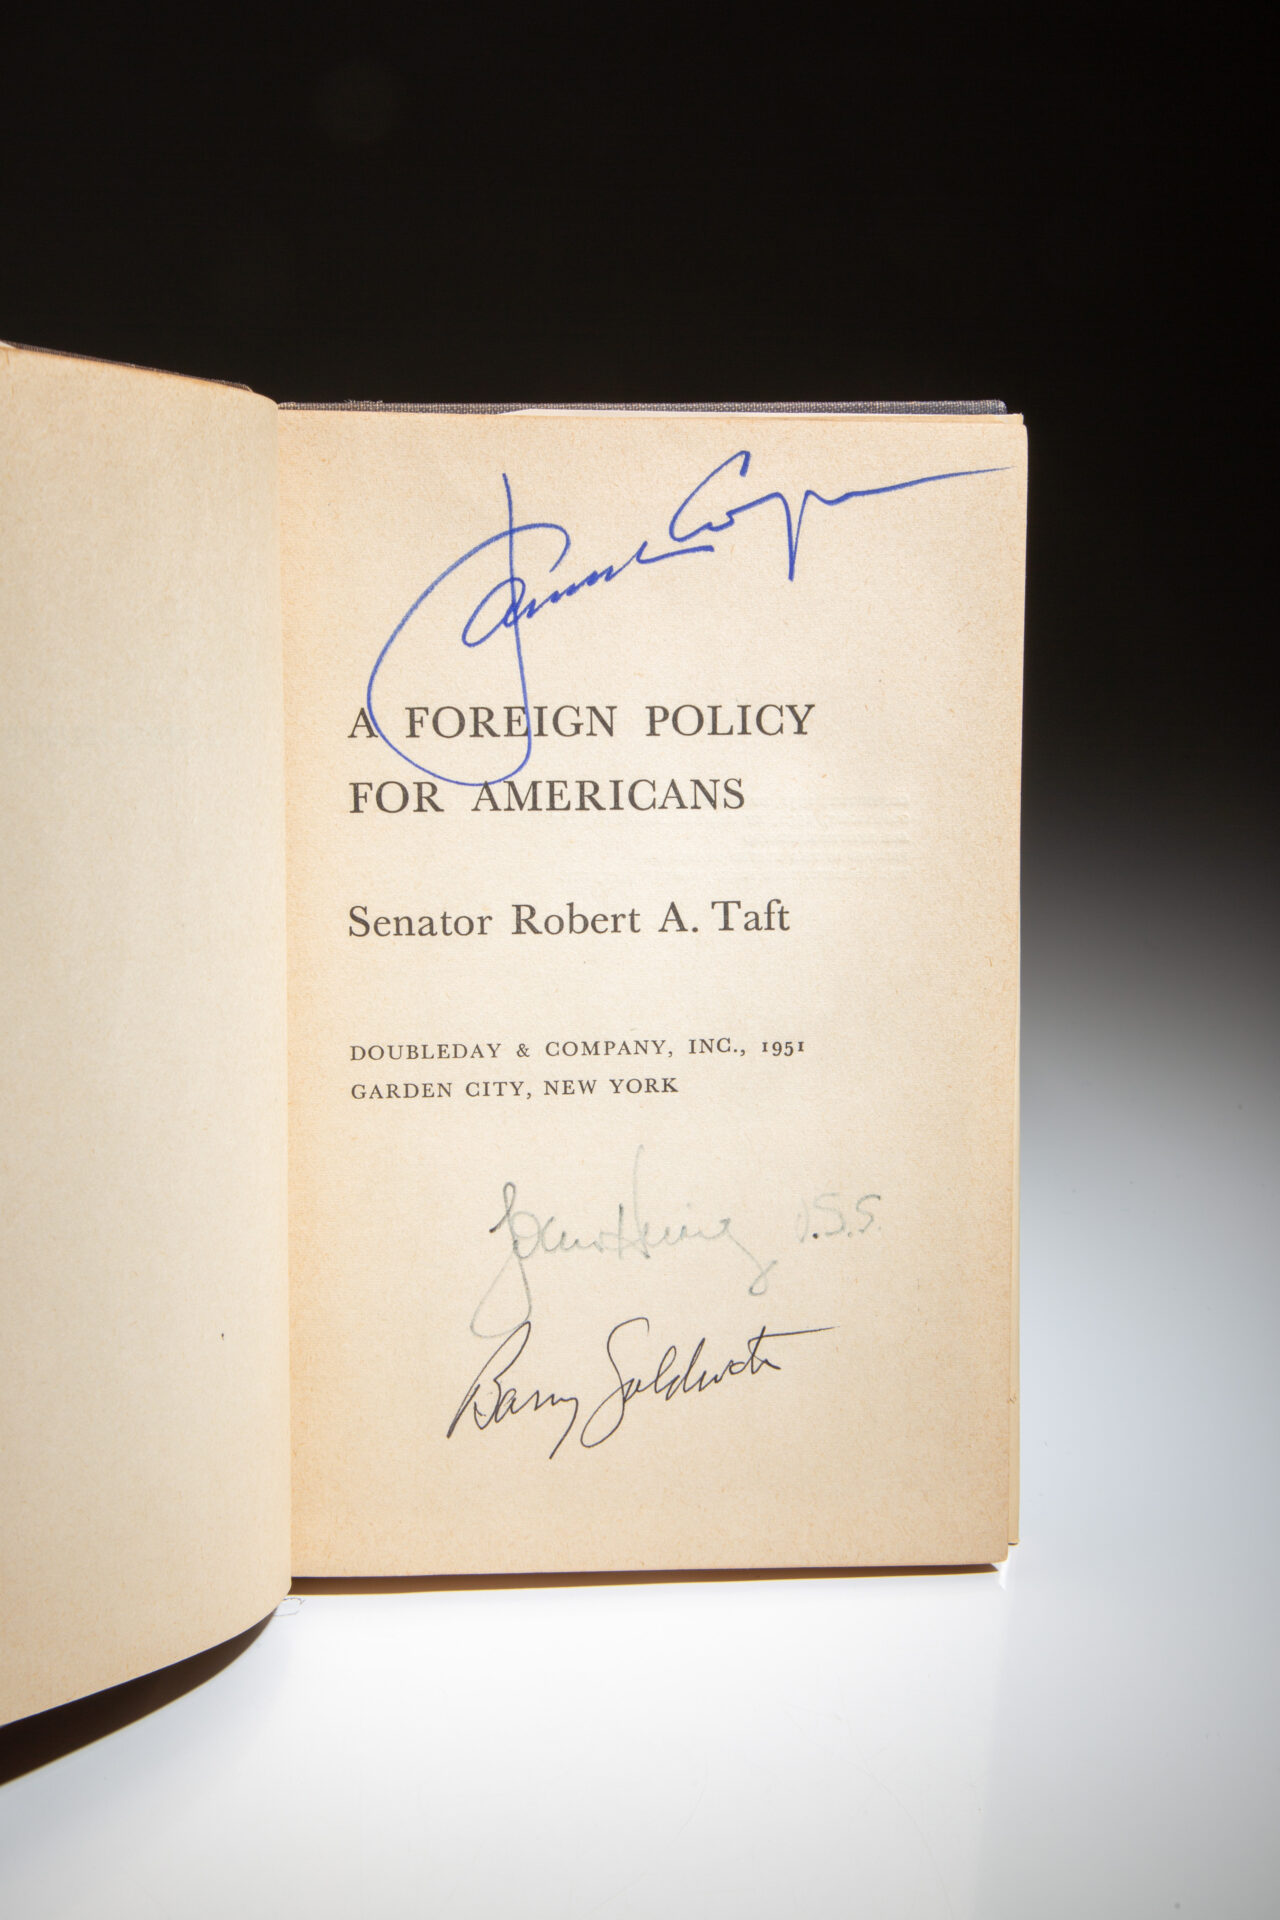 A FOREIGN POLICY
FOR AMERICANS
Senator Robert A. Taft
DOUBLEDAY & COMPANY, INC., 1951
GARDEN CITY, NEW YORK
.S.S.
Barry Goldwater